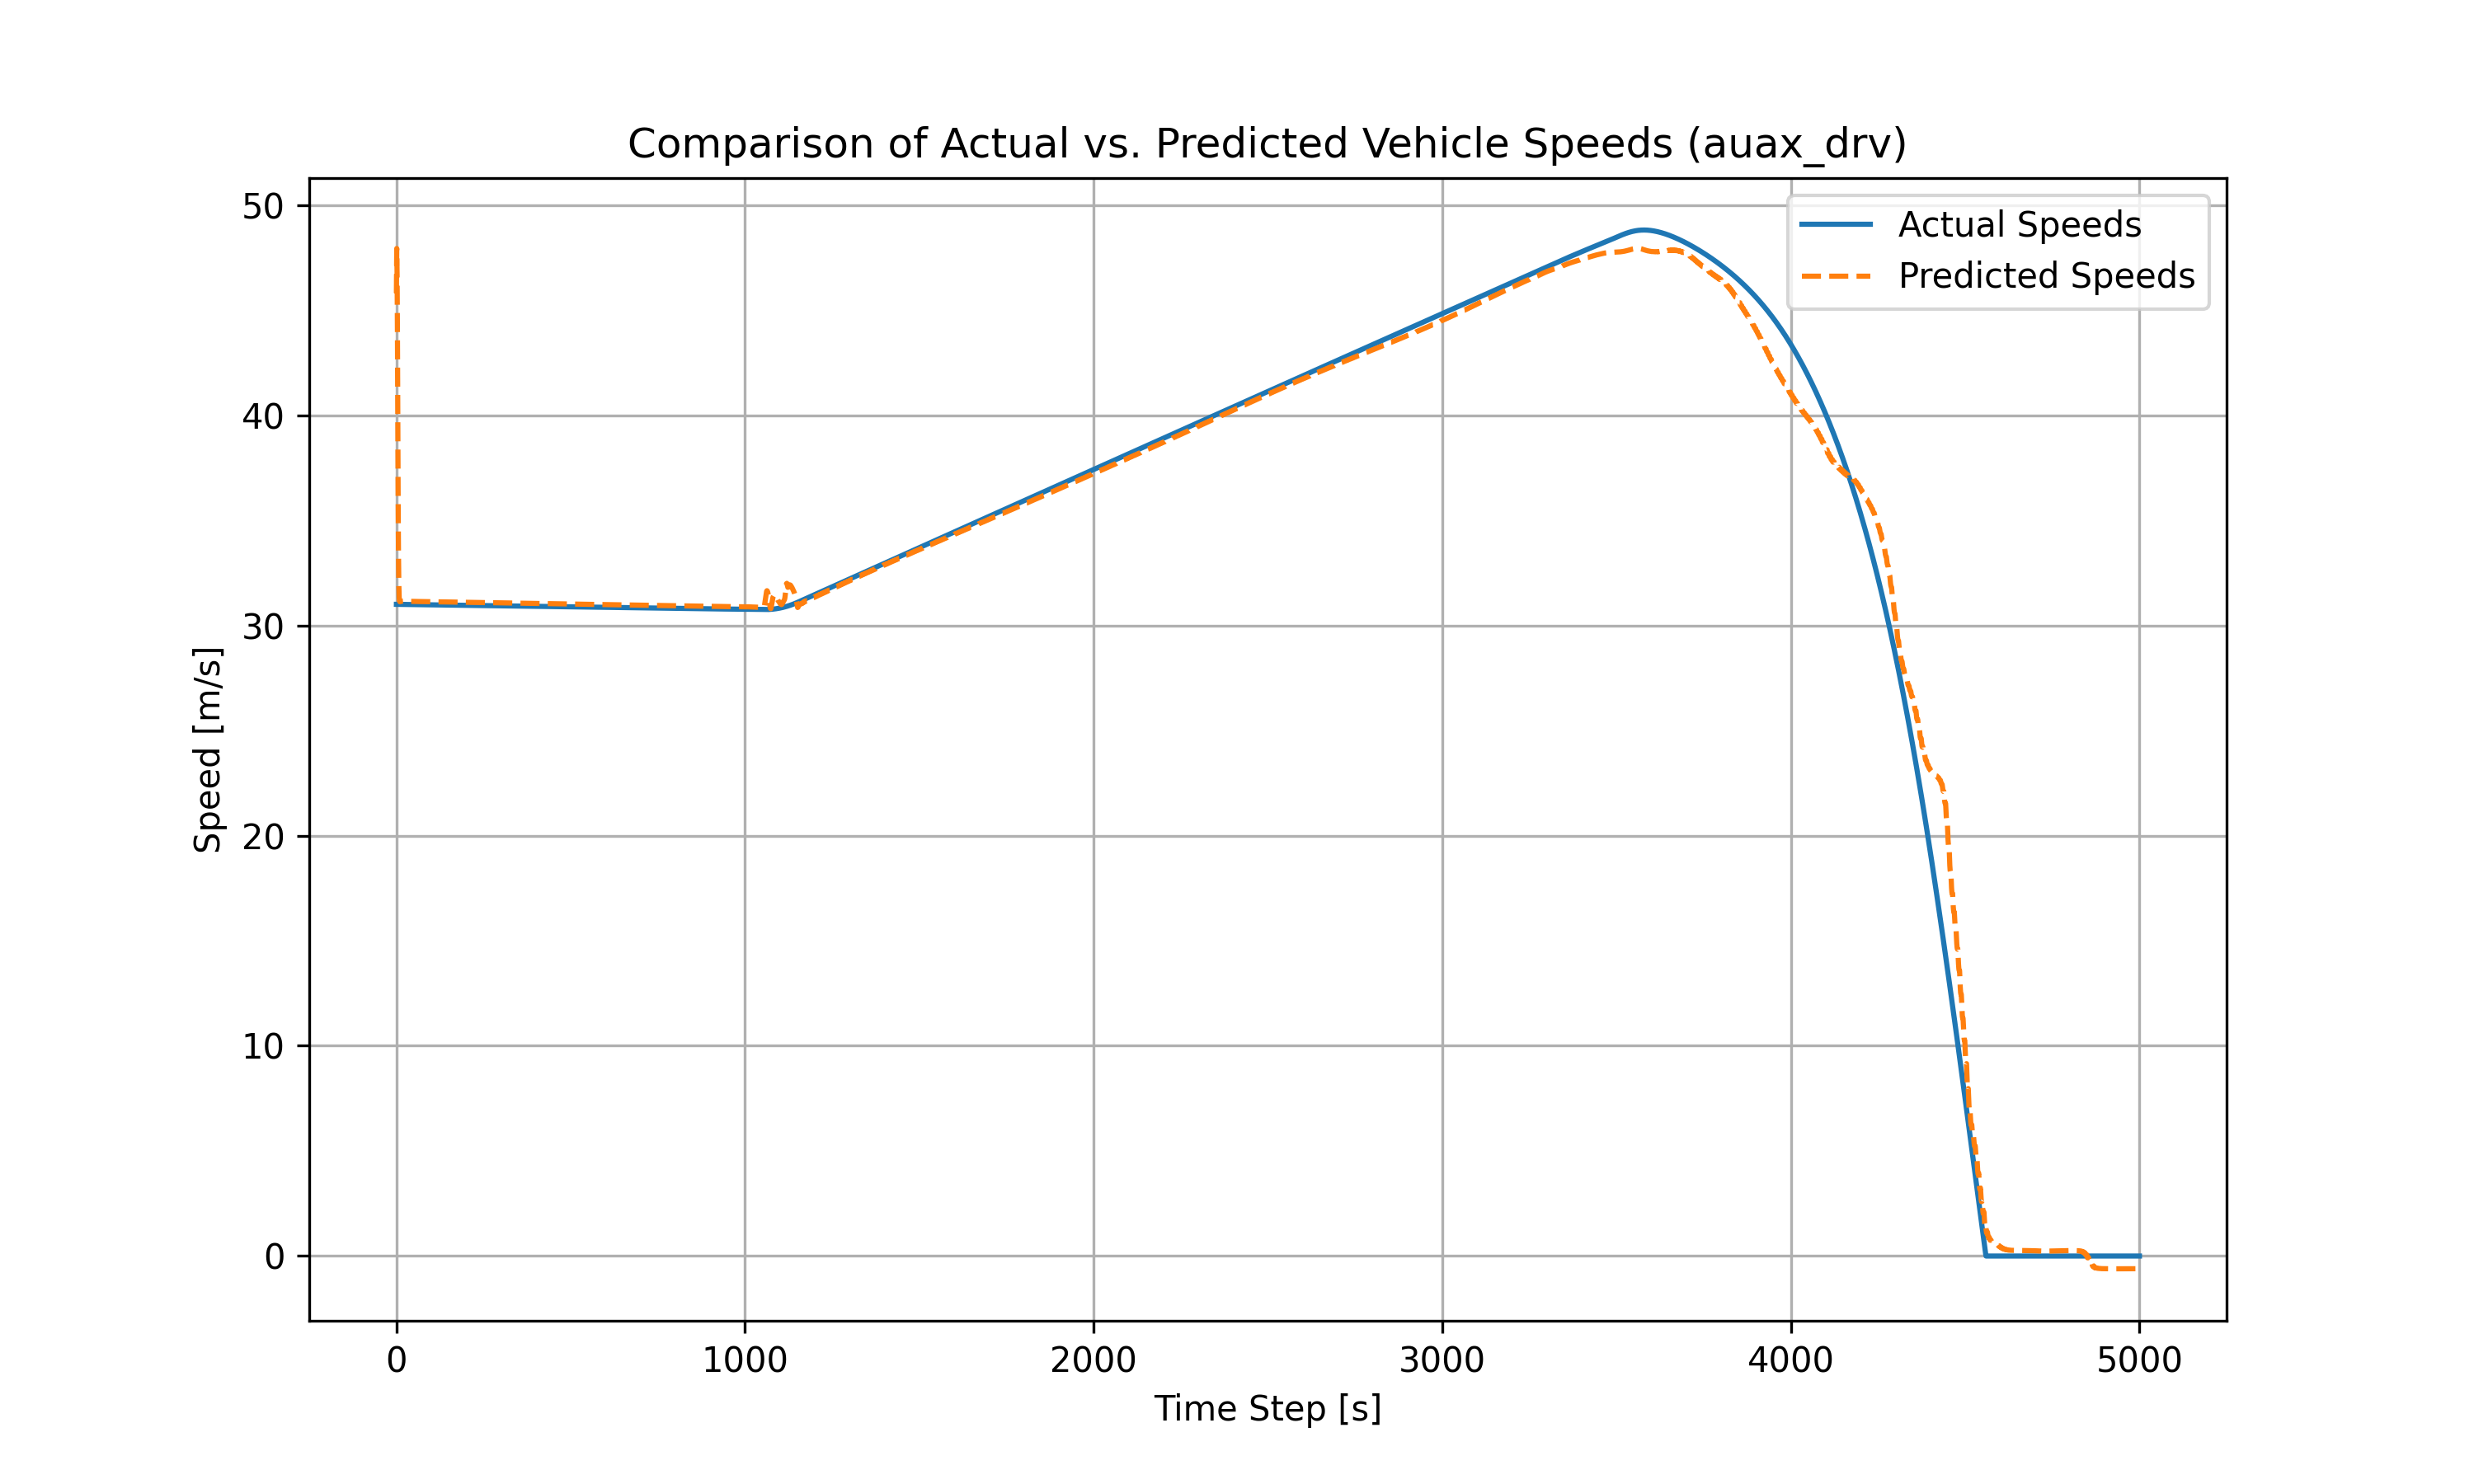 Comparison of Actual vs. Predicted Vehicle Speeds (auax_drv)
Actual Speeds
Predicted Speeds
50
40
30
20
10
0
Speed [m/s]
0 1000 2000 3000 4000 5000
Time Step [s]